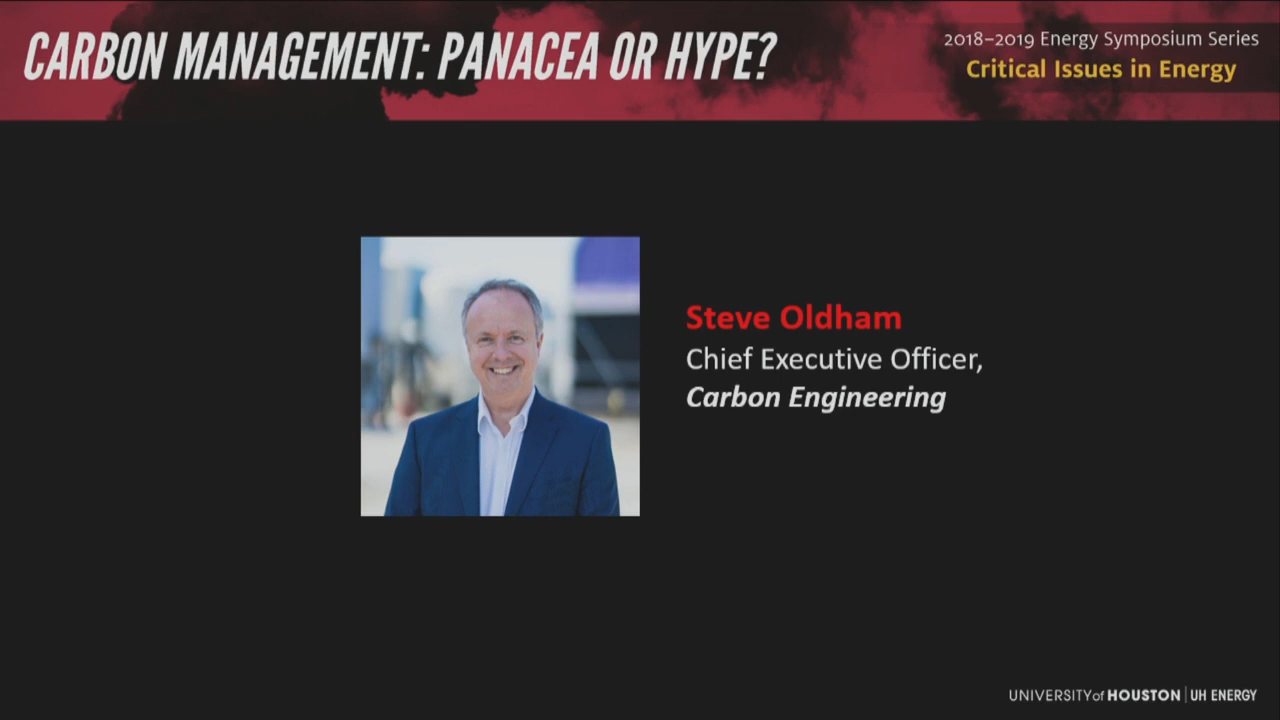 CARBON MANAGEMENT: PANACEA OR HYPE?
2018–2019 Energy Symposium Series
Critical Issues in Energy
Steve Oldham
Chief Executive Officer,
Carbon Engineering
UNIVERSITY of HOUSTON | UH ENERGY